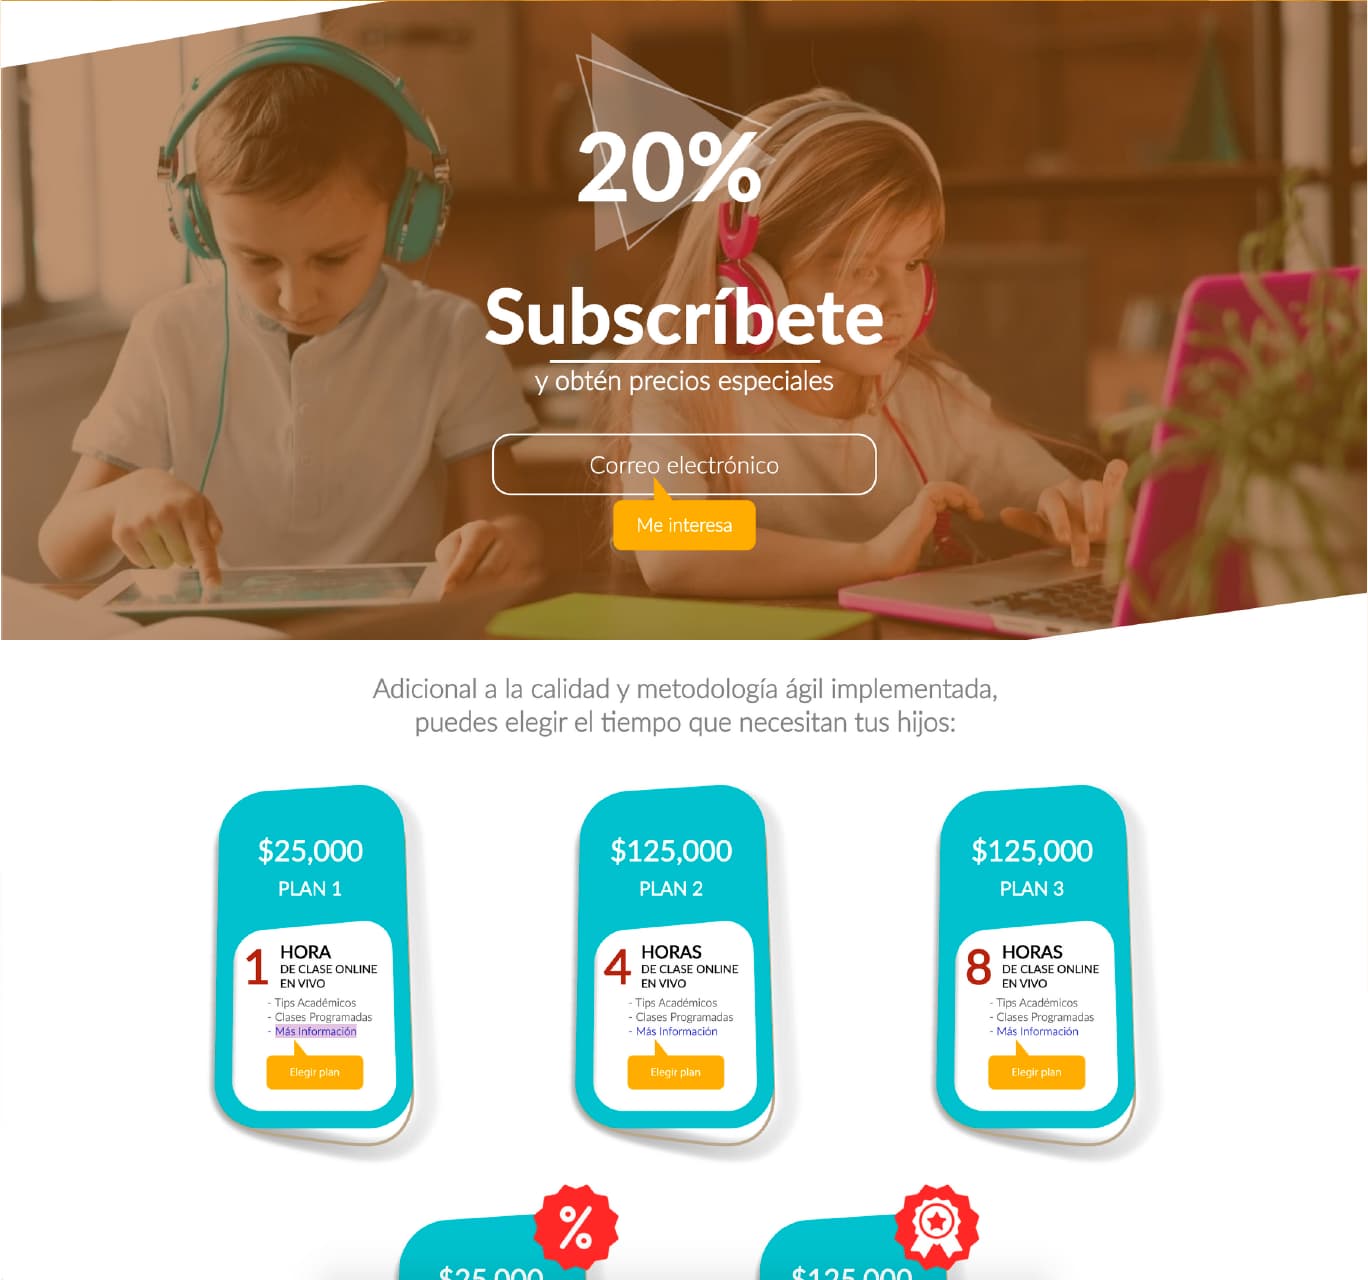 20%
Subscríbete
y obtén precios especiales
Correo electrónico
Me interesa
Adicional a la calidad y metodología ágil implementada,
puedes elegir el tiempo que necesitan tus hijos:
$25,000
PLAN 1
1 HORA
DE CLASE ONLINE
EN VIVO
- Tips Académicos
- Clases Programadas
- Más Información
Elegir plan
$125,000
PLAN 2
4 HORAS
DE CLASE ONLINE
EN VIVO
- Tips Académicos
- Clases Programadas
- Más Información
Elegir plan
$125,000
PLAN 3
8 HORAS
DE CLASE ONLINE
EN VIVO
- Tips Académicos
- Clases Programadas
- Más Información
Elegir plan
%
$25,000
$125,000